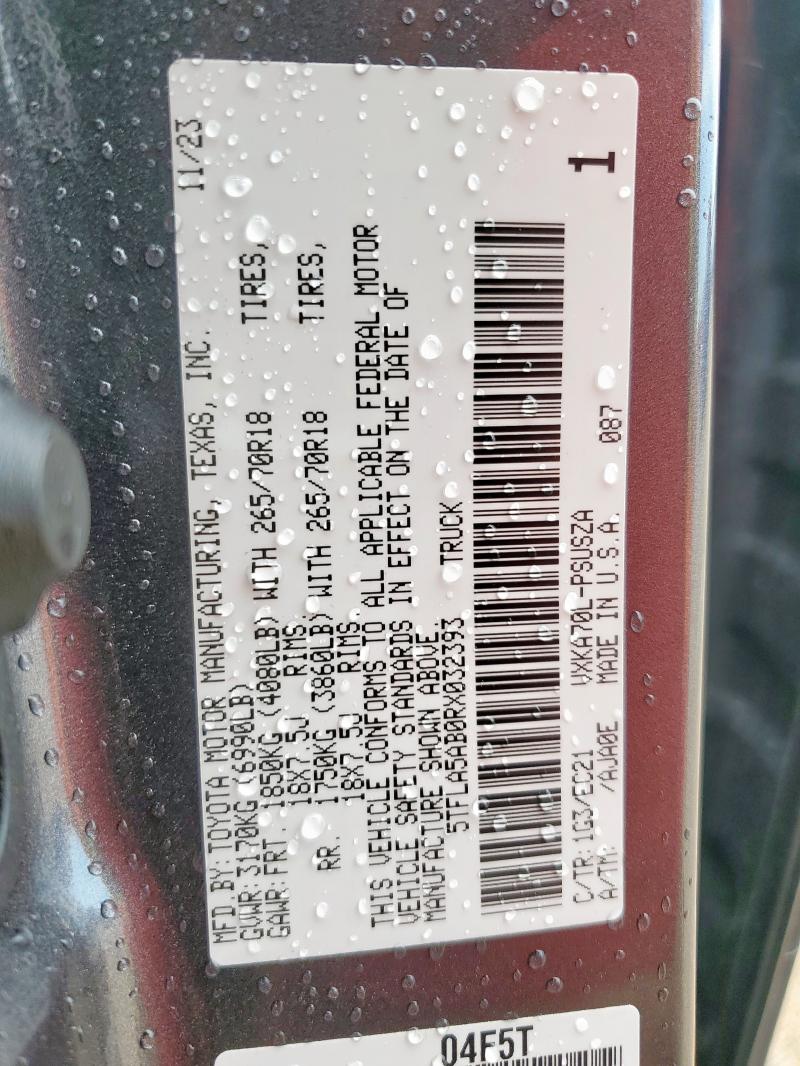 MFD.BY:TOYOTA MOTOR MANUFACTURING, TEXAS, INC. 11/23
GVWR:3170KG (6990LB)
GAWR:FRT. 1850KG (4080LB) WITH 265/70R18 TIRES,
18X7.5J RIMS,
RR. 1750KG (3860LB) WITH 265/70R18 TIRES,
18X7.5J RIMS.
THIS VEHICLE CONFORMS TO ALL APPLICABLE FEDERAL MOTOR
VEHICLE SAFETY STANDARDS IN EFFECT ON THE DATE OF
MANUFACTURE SHOWN ABOVE.
5TFLA5AB0RX032393 TRUCK
1
C/TR:1G3/EC21 VXKA70L-PSUSZA 087
A/TM: /AJA0E MADE IN U.S.A.
04F5T